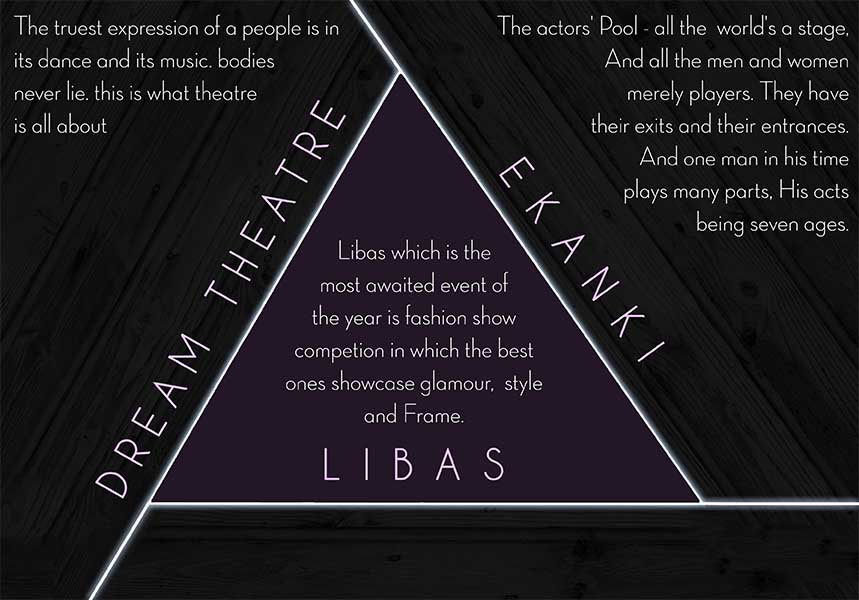 The truest expression of a people is in
its dance and its music. bodies
never lie. this is what theatre
is all about
DREAM THEATRE
The actors' Pool - all the world's a stage,
And all the men and women
merely players. They have
their exits and their entrances.
And one man in his time
plays many parts, His acts
being seven ages.
EKANKI
Libas which is the
most awaited event of
the year is fashion show
competion in which the best
ones showcase glamour, style
and Frame.
LIBAS